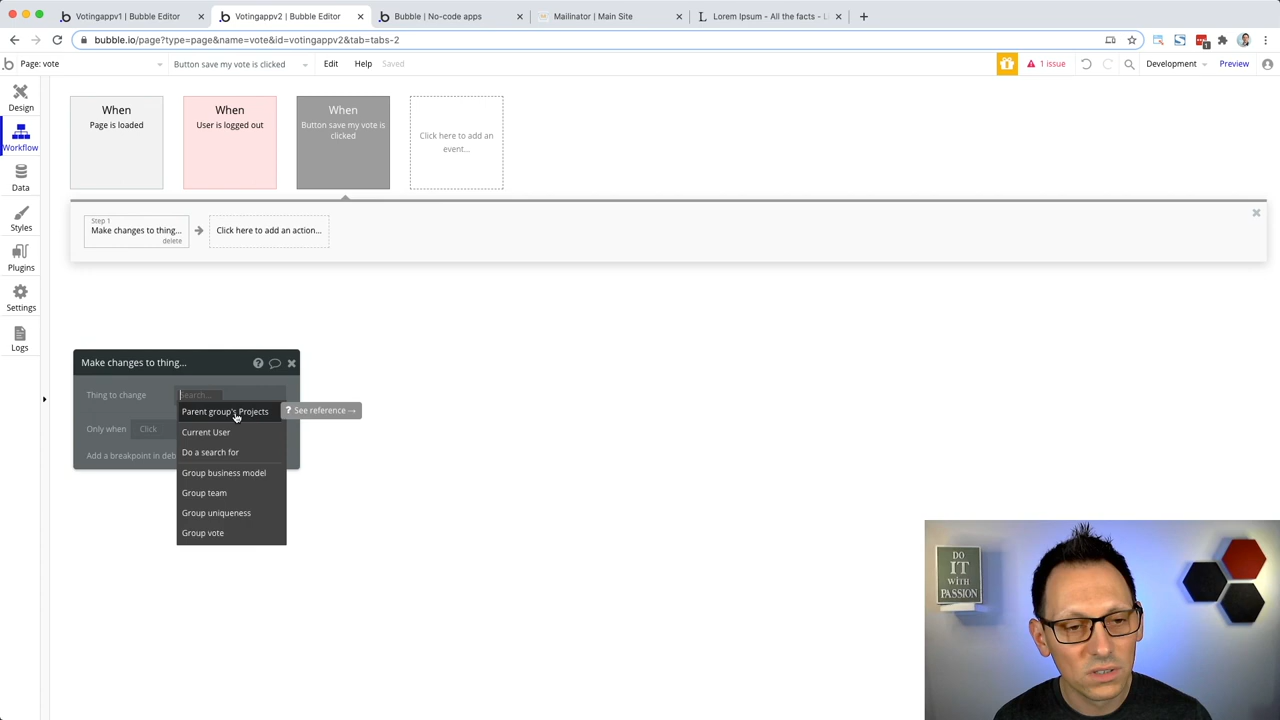 Votingappv1 | Bubble Editor
Votingappv2 | Bubble Editor
Bubble | No-code apps
Mailinator | Main Site
Lorem Ipsum - All the facts - L
bubble.io/page?type=page&name=vote&id=votingappv2&tab=tabs-2
Page: vote
Button save my vote is clicked
Edit
Help
Saved
1 issue
Development
Preview
Design
Workflow
Data
Styles
Plugins
Settings
Logs
When
Page is loaded
When
User is logged out
When
Button save my vote is
clicked
Click here to add an
event...
Step 1
Make changes to thing...
delete
Click here to add an action...
Make changes to thing...
Thing to change
Search...
Only when
Click
Add a breakpoint in deb
Parent group's Projects
Current User
Do a search for
Group business model
Group team
Group uniqueness
Group vote
? See reference →
DO
IT
WITH
PASSION